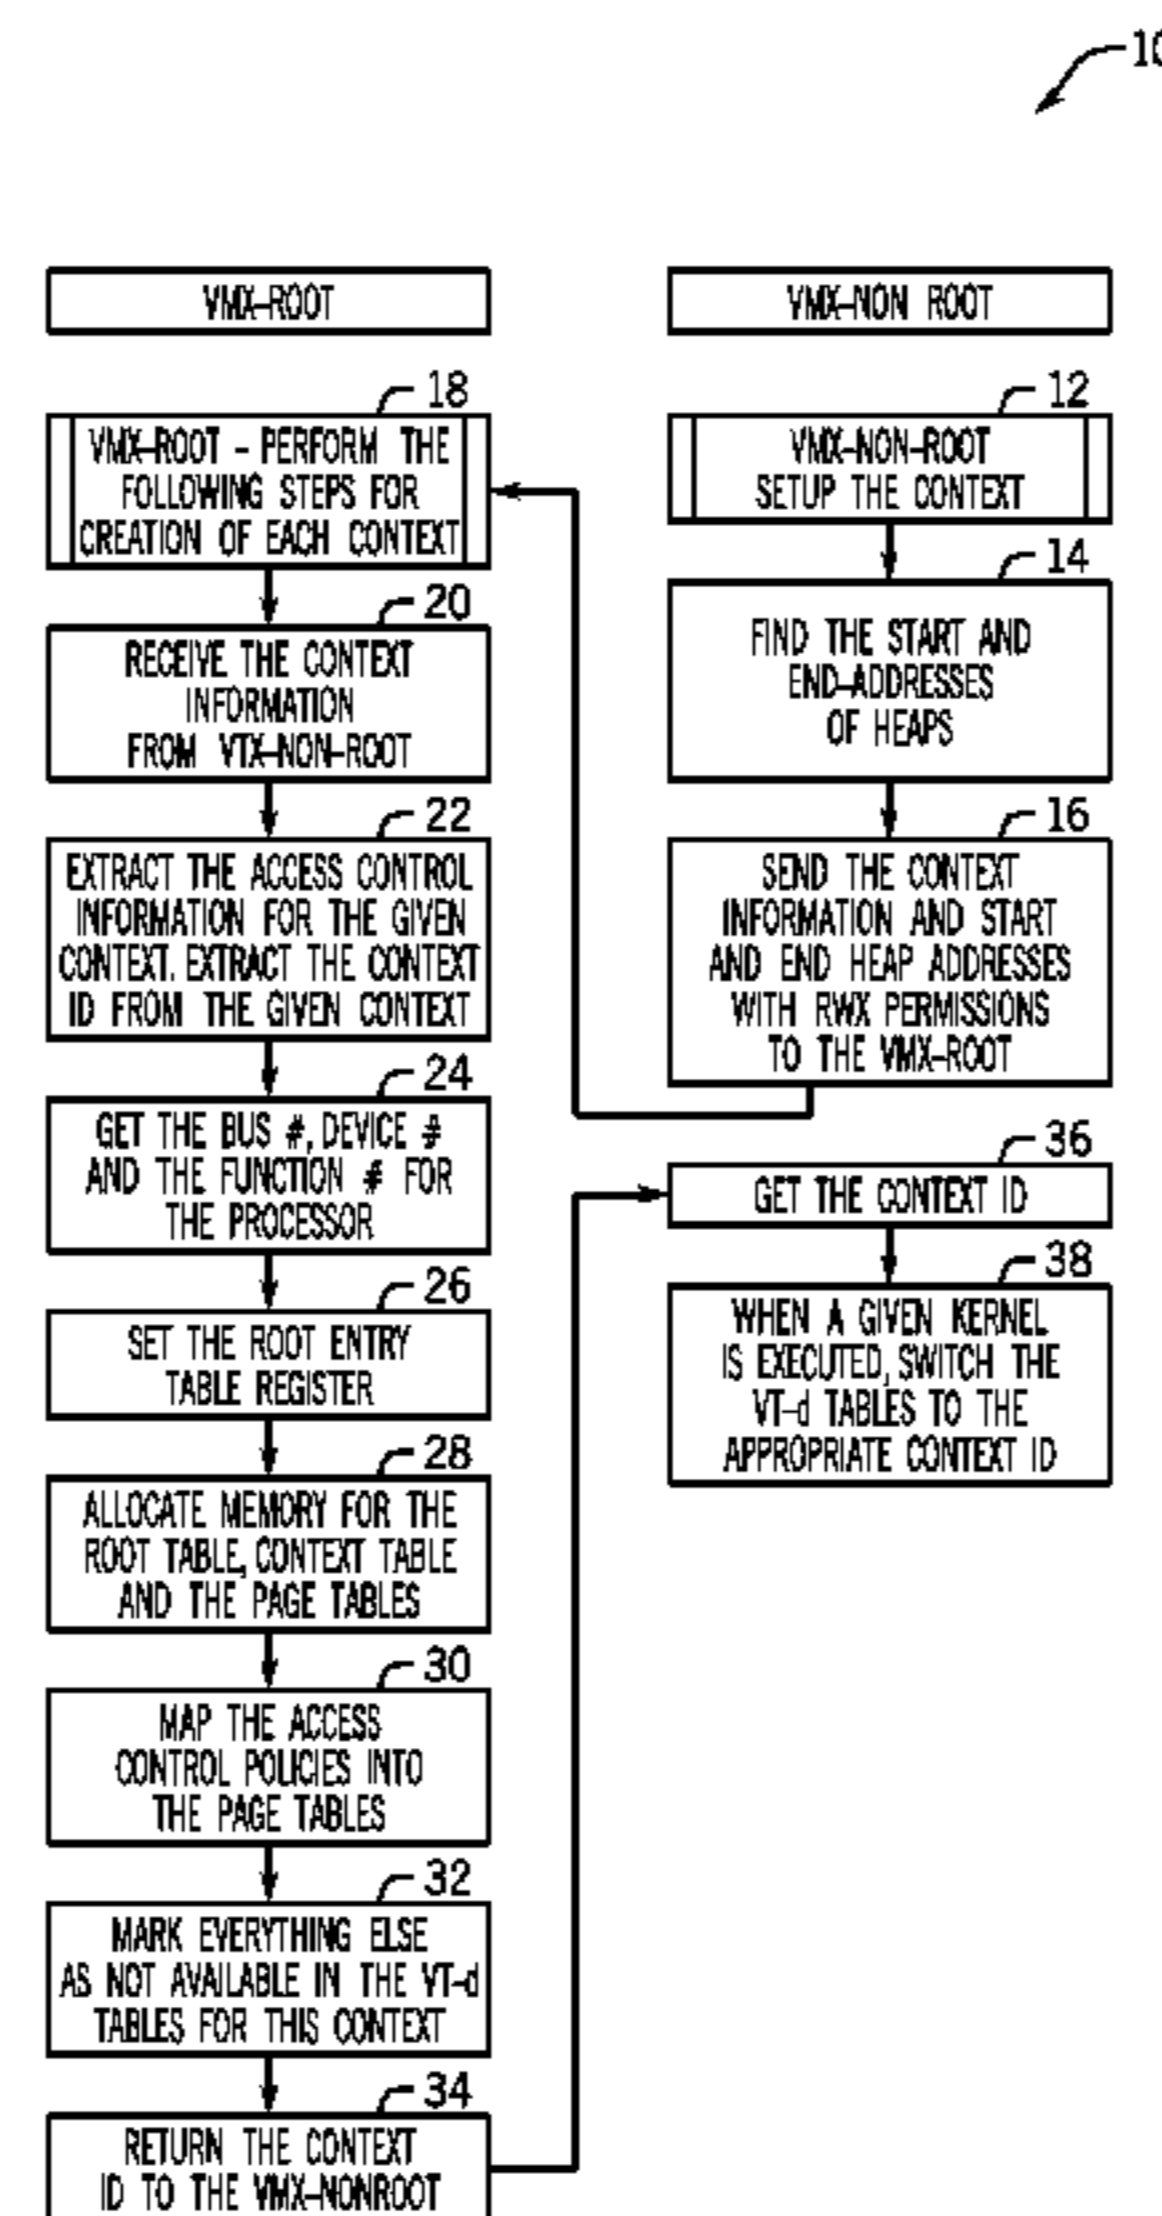 10
VMX-ROOT
18
VMX-ROOT - PERFORM THE
FOLLOWING STEPS FOR
CREATION OF EACH CONTEXT
20
RECEIVE THE CONTEXT
INFORMATION
FROM VTX-NON-ROOT
22
EXTRACT THE ACCESS CONTROL
INFORMATION FOR THE GIVEN
CONTEXT. EXTRACT THE CONTEXT
ID FROM THE GIVEN CONTEXT
24
GET THE BUS #, DEVICE #
AND THE FUNCTION # FOR
THE PROCESSOR
26
SET THE ROOT ENTRY
TABLE REGISTER
28
ALLOCATE MEMORY FOR THE
ROOT TABLE, CONTEXT TABLE
AND THE PAGE TABLES
30
MAP THE ACCESS
CONTROL POLICIES INTO
THE PAGE TABLES
32
MARK EVERYTHING ELSE
AS NOT AVAILABLE IN THE VT-d
TABLES FOR THIS CONTEXT
34
RETURN THE CONTEXT
ID TO THE VMX-NONROOT
VMX-NON ROOT
12
VMX-NON-ROOT
SETUP THE CONTEXT
14
FIND THE START AND
END-ADDRESSES
OF HEAPS
16
SEND THE CONTEXT
INFORMATION AND START
AND END HEAP ADDRESSES
WITH RWX PERMISSIONS
TO THE VMX-ROOT
36
GET THE CONTEXT ID
38
WHEN A GIVEN KERNEL
IS EXECUTED, SWITCH THE
VT-d TABLES TO THE
APPROPRIATE CONTEXT ID